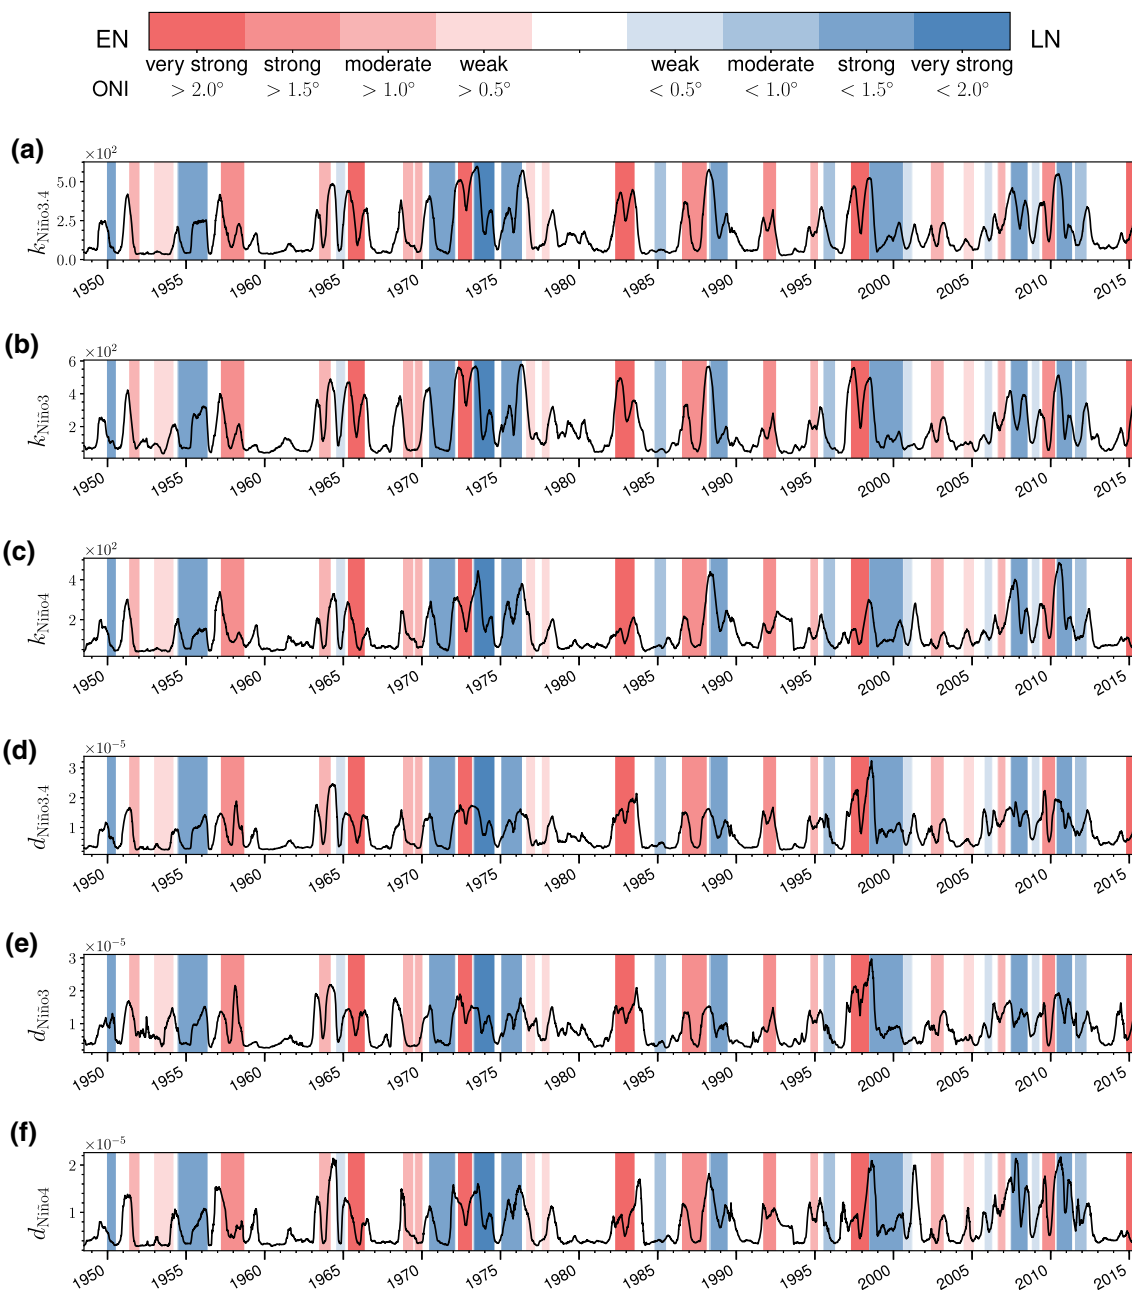 EN LN
very strong strong moderate weak weak moderate strong very strong
ONI > 2.0° > 1.5° > 1.0° > 0.5° < 0.5° < 1.0° < 1.5° < 2.0°
(a)
×10²
5.0
2.5
0.0
kNiño3.4
1950 1955 1960 1965 1970 1975 1980 1985 1990 1995 2000 2005 2010 2015
(b)
×10²
6
4
2
kNiño3
1950 1955 1960 1965 1970 1975 1980 1985 1990 1995 2000 2005 2010 2015
(c)
×10²
4
2
kNiño4
1950 1955 1960 1965 1970 1975 1980 1985 1990 1995 2000 2005 2010 2015
(d)
×10⁻⁵
3
2
1
dNiño3.4
1950 1955 1960 1965 1970 1975 1980 1985 1990 1995 2000 2005 2010 2015
(e)
×10⁻⁵
3
2
1
dNiño3
1950 1955 1960 1965 1970 1975 1980 1985 1990 1995 2000 2005 2010 2015
(f)
×10⁻⁵
2
1
dNiño4
1950 1955 1960 1965 1970 1975 1980 1985 1990 1995 2000 2005 2010 2015